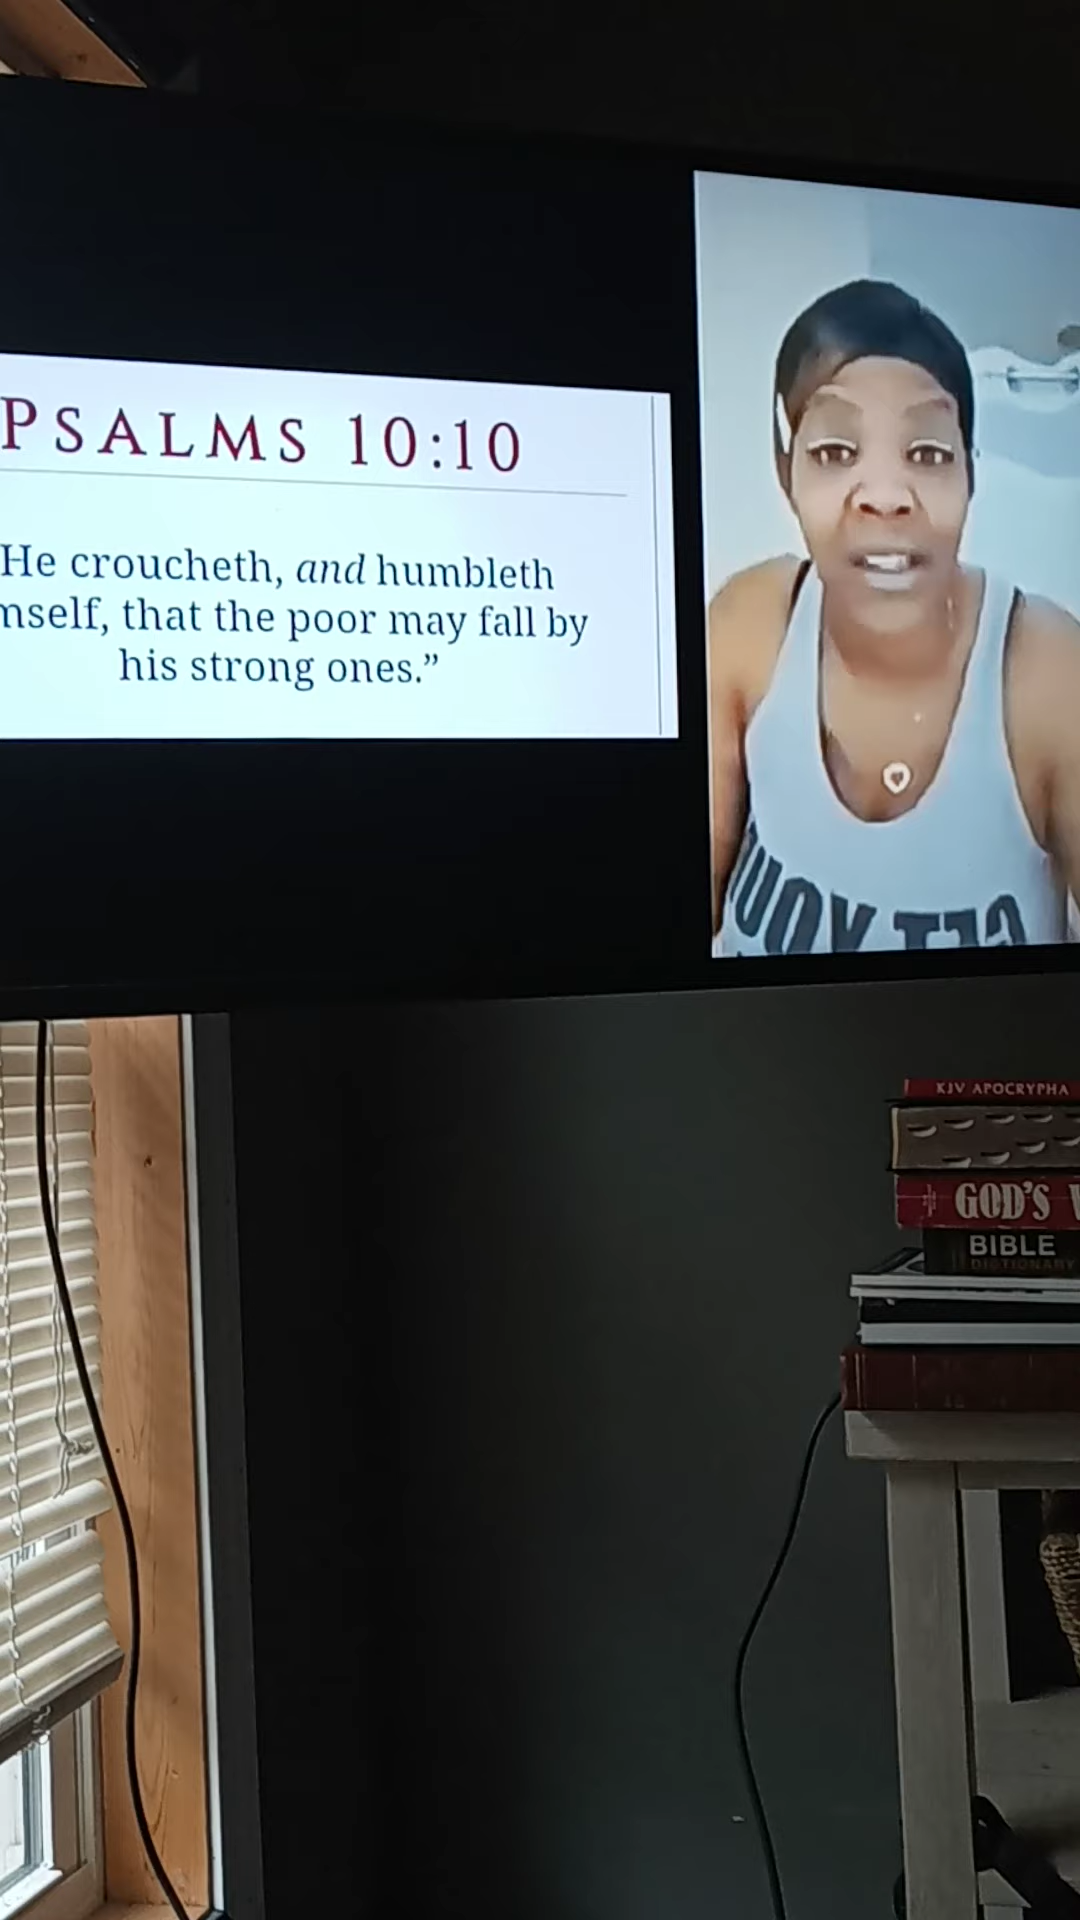 PSALMS 10:10
He croucheth, and humbleth
mself, that the poor may fall by
his strong ones.”
KJV APOCRYPHA
GOD'S
BIBLE
DICTIONARY